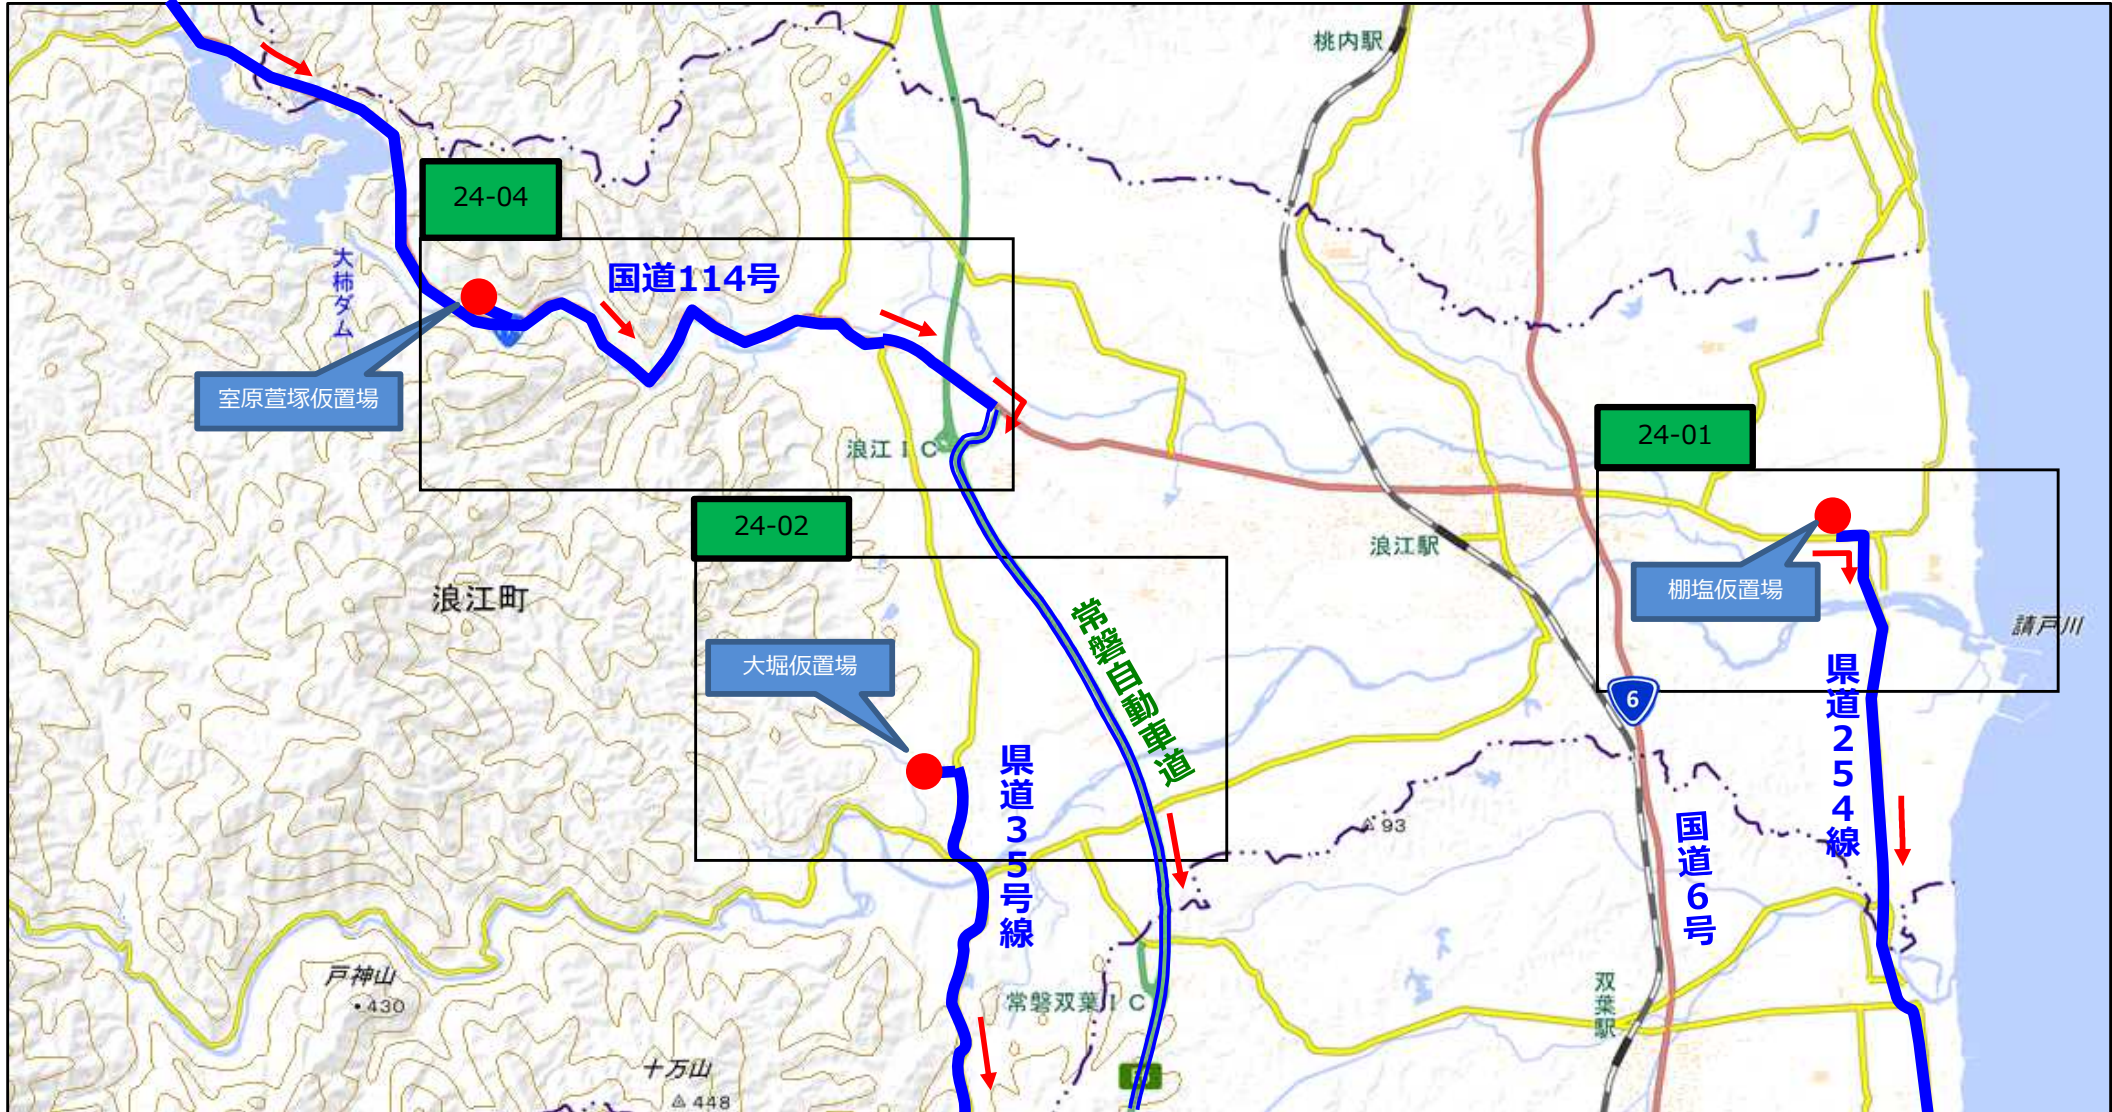 桃内駅
24-04
大柿ダム
国道114号
室原萱塚仮置場
浪江IC
24-01
24-02
浪江駅
棚塩仮置場
浪江町
請戸川
常磐自動車道
大堀仮置場
県道254線
6
県道35号線
93
国道6号
戸神山
430
常磐双葉IC
双葉駅
十万山
448